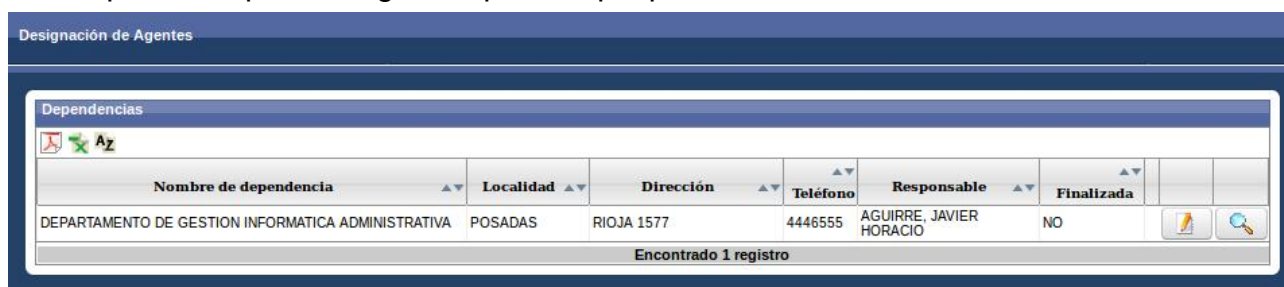 Designación de Agentes
Dependencias
AZ
Nombre de dependencia Localidad Dirección Teléfono Responsable Finalizada
DEPARTAMENTO DE GESTION INFORMATICA ADMINISTRATIVA POSADAS RIOJA 1577 4446555 AGUIRRE, JAVIER HORACIO NO
Encontrado 1 registro